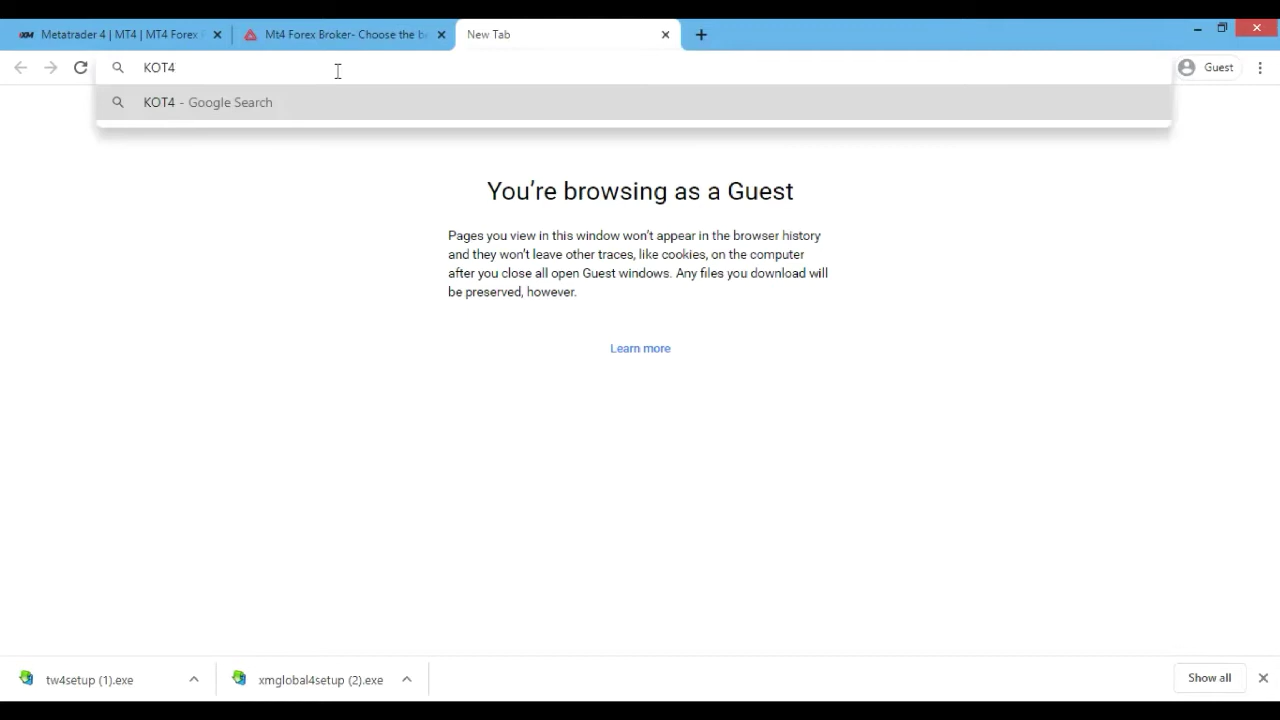 XM Metatrader 4 | MT4 | MT4 Forex
Mt4 Forex Broker- Choose the be
New Tab
KOT4
Guest
KOT4 - Google Search
You're browsing as a Guest
Pages you view in this window won't appear in the browser history
and they won't leave other traces, like cookies, on the computer
after you close all open Guest windows. Any files you download will
be preserved, however.
Learn more
tw4setup (1).exe
xmglobal4setup (2).exe
Show all